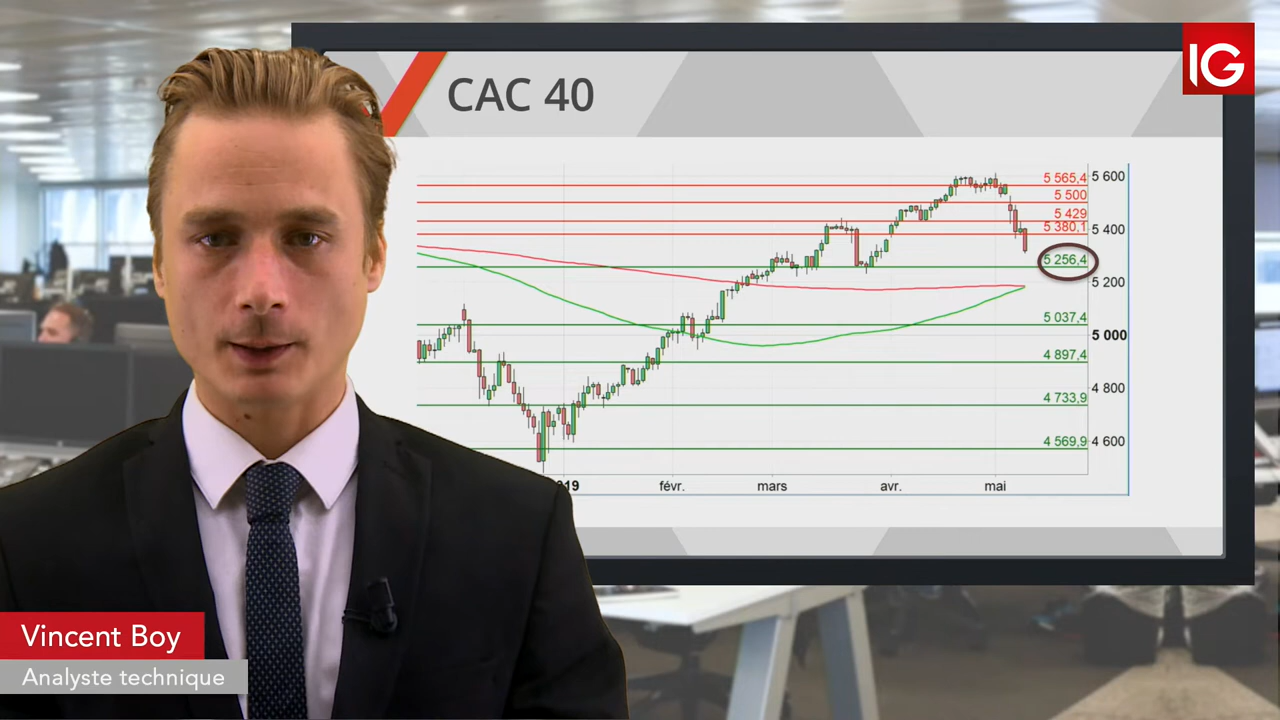 IG
CAC 40
5 565,4
5 600
5 500
5 429
5 400
5 380,1
5 256,4
5 200
5 037,4
5 000
4 897,4
4 800
4 733,9
4 600
4 569,9
févr.
mars
avr.
mai
Vincent Boy
Analyste technique